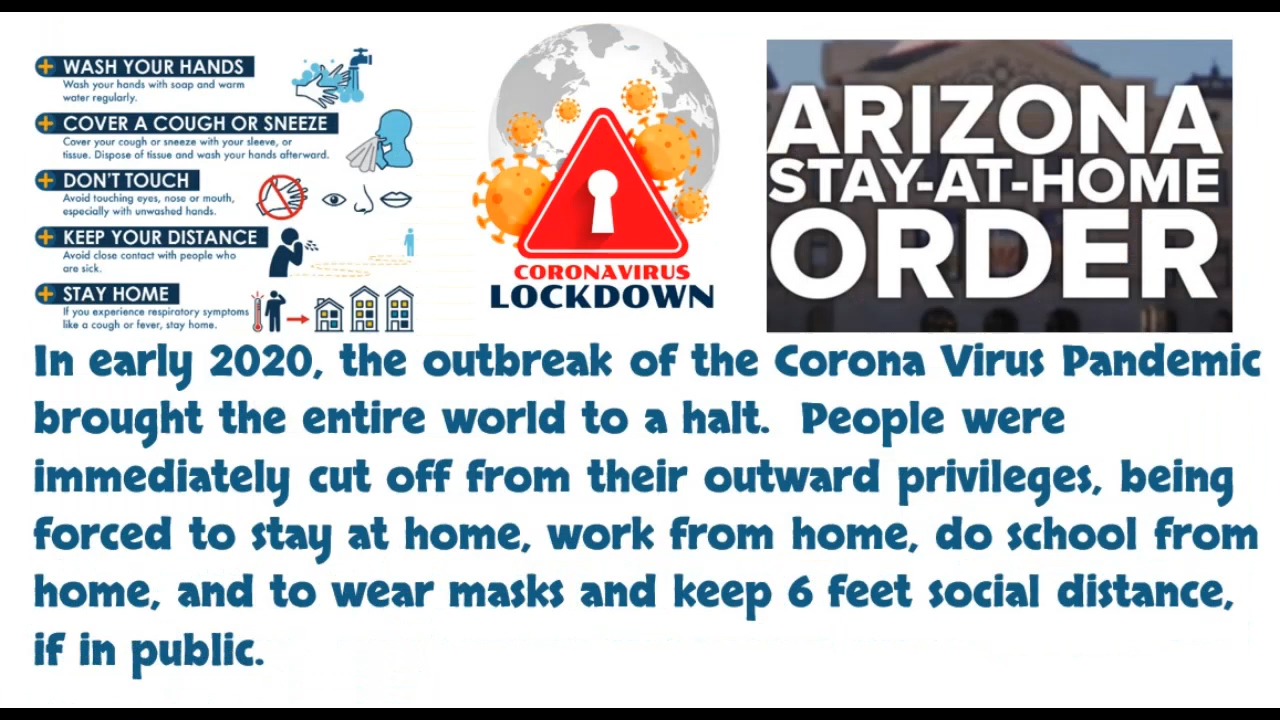 WASH YOUR HANDS
Wash your hands with soap and warm
water regularly.
COVER A COUGH OR SNEEZE
Cover your cough or sneeze with your sleeve, or
tissue. Dispose of tissue and wash your hands afterward.
DON'T TOUCH
Avoid touching eyes, nose or mouth,
especially with unwashed hands.
KEEP YOUR DISTANCE
Avoid close contact with people who
are sick.
STAY HOME
If you experience respiratory symptoms
like a cough or fever, stay home.
CORONAVIRUS
LOCKDOWN
ARIZONA
STAY-AT-HOME
ORDER
In early 2020, the outbreak of the Corona Virus Pandemic
brought the entire world to a halt.  People were
immediately cut off from their outward privileges, being
forced to stay at home, work from home, do school from
home, and to wear masks and keep 6 feet social distance,
if in public.